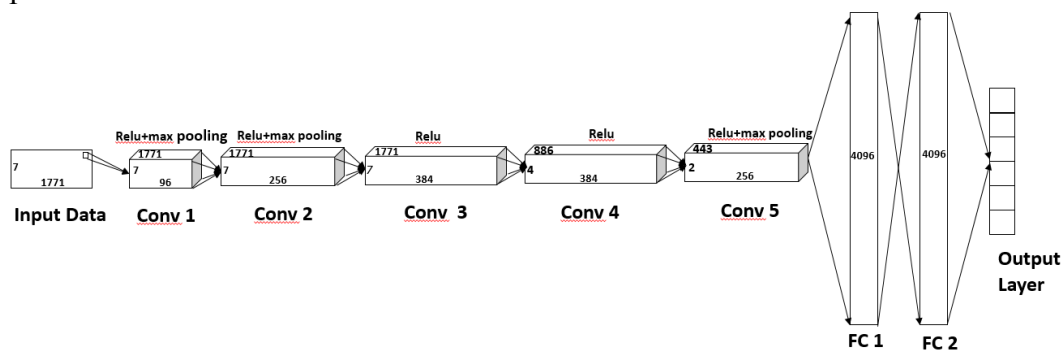 Relu+max pooling
Relu+max pooling
Relu
Relu
Relu+max pooling
7
1771
1771
7
96
1771
7
256
1771
7
384
886
4
384
443
2
256
4096
4096
Input Data
Conv 1
Conv 2
Conv 3
Conv 4
Conv 5
FC 1
FC 2
Output
Layer